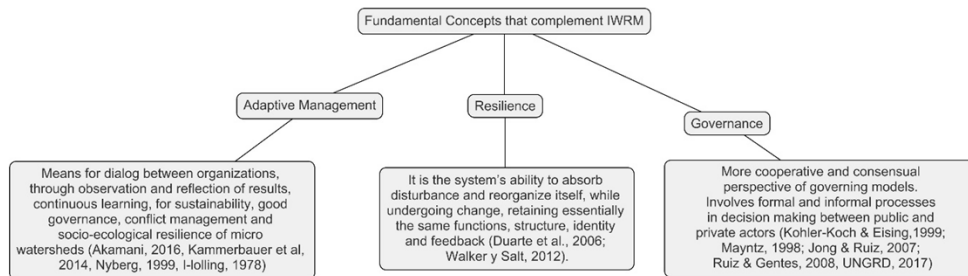 Fundamental Concepts that complement IWRM
Adaptive Management
Resilience
Governance
Means for dialog between organizations,
through observation and reflection of results,
continuous learning, for sustainability, good
governance, conflict management and
socio-ecological resilience of micro
watersheds (Akamani, 2016, Kammerbauer et al,
2014, Nyberg, 1999, I-lolling, 1978)
It is the system's ability to absorb
disturbance and reorganize itself, while
undergoing change, retaining essentially
the same functions, structure, identity
and feedback (Duarte et al., 2006;
Walker y Salt, 2012).
More cooperative and consensual
perspective of governing models.
Involves formal and informal processes
in decision making between public and
private actors (Kohler-Koch & Eising,1999;
Mayntz, 1998; Jong & Ruiz, 2007;
Ruiz & Gentes, 2008, UNGRD, 2017)